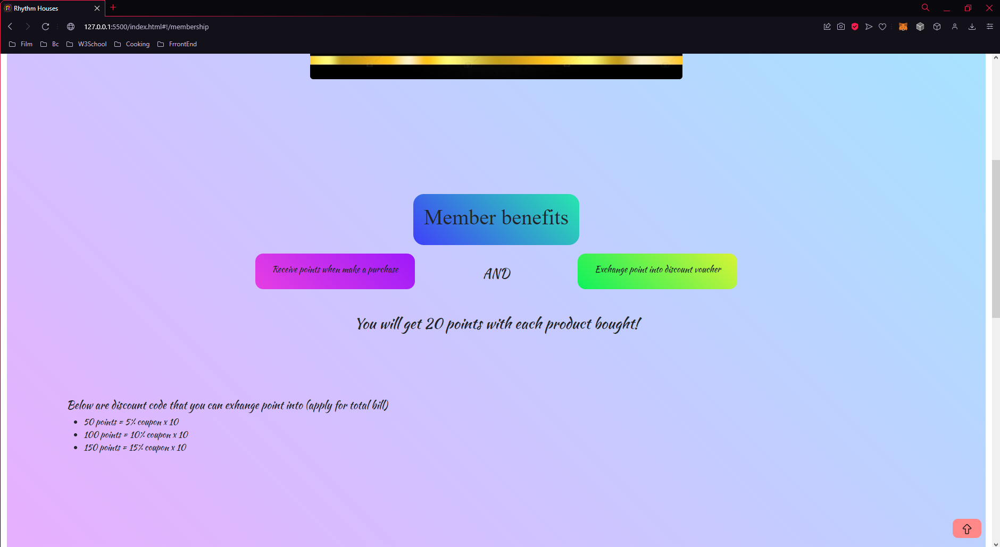 Rhythm Houses
127.0.0.1:5500/index.html#!/membership
Film Bc W3School Cooking FrrontEnd
Member benefits
Receive points when make a purchase
AND
Exchange point into discount voucher
You will get 20 points with each product bought!
Below are discount code that you can exhange point into (apply for total bill)
50 points = 5% coupon x 10
100 points = 10% coupon x 10
150 points = 15% coupon x 10